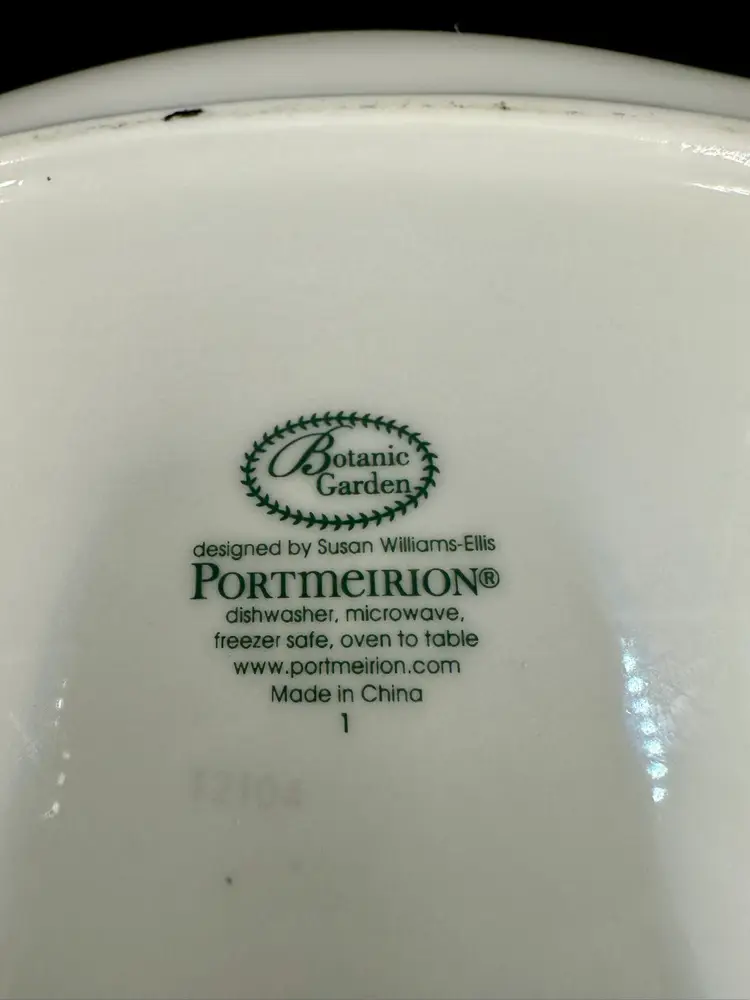 Botanic
Garden
designed by Susan Williams-Ellis
PORTMEIRION®
dishwasher, microwave,
freezer safe, oven to table
www.portmeirion.com
Made in China
1